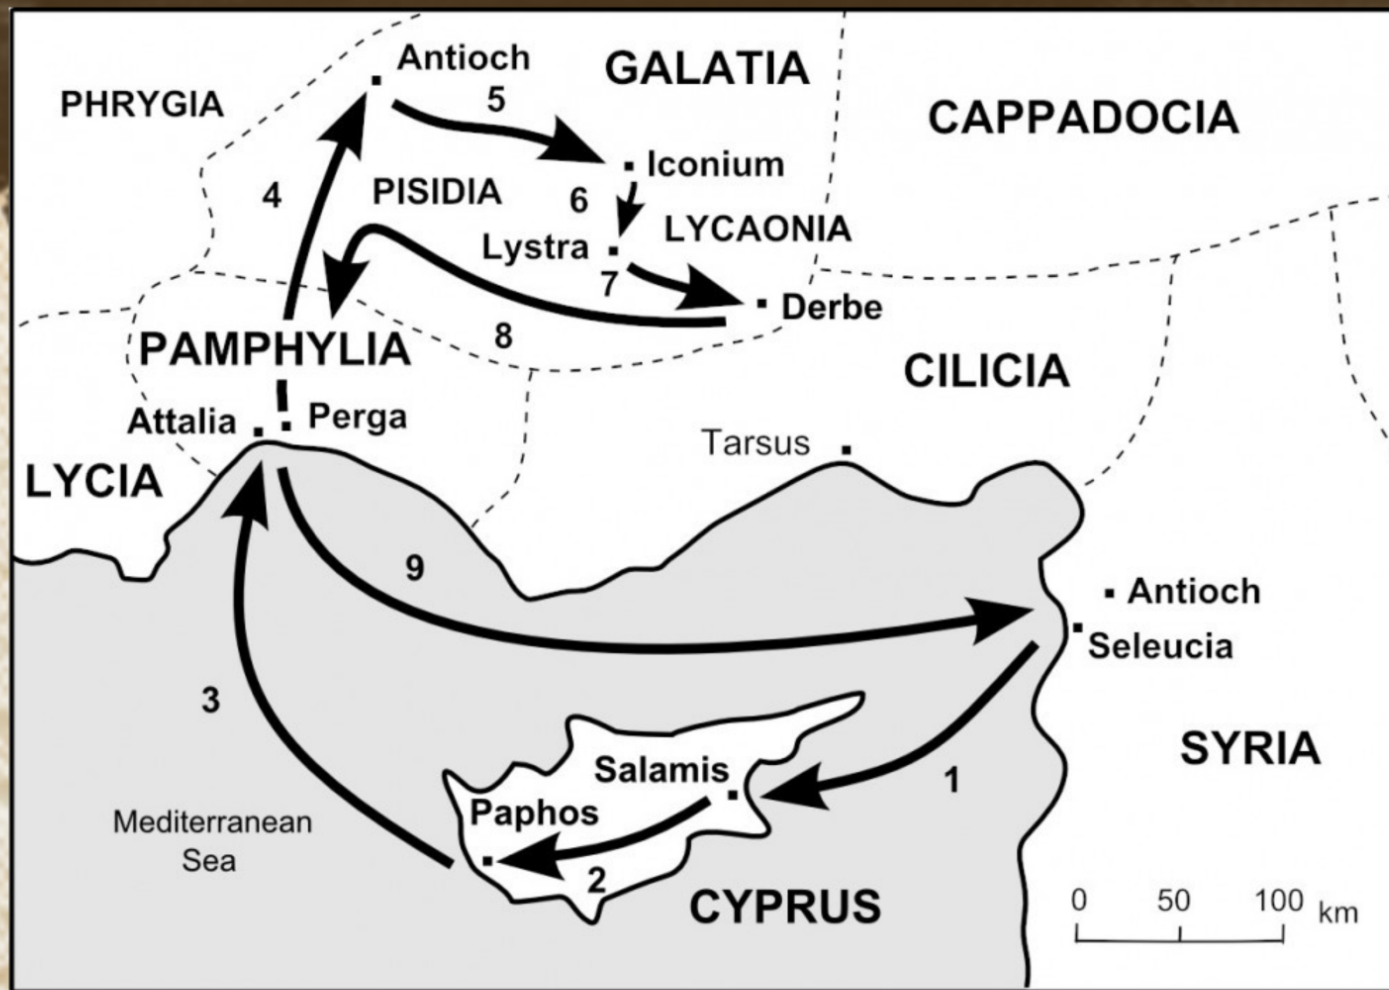 Antioch
GALATIA
PHRYGIA
5
CAPPADOCIA
Iconium
4
PISIDIA
6
LYCAONIA
Lystra
7
Derbe
8
PAMPHYLIA
CILICIA
Attalia
Perga
Tarsus
LYCIA
9
Antioch
Seleucia
3
SYRIA
Salamis
1
Paphos
Mediterranean
Sea
2
CYPRUS
0 50 100 km